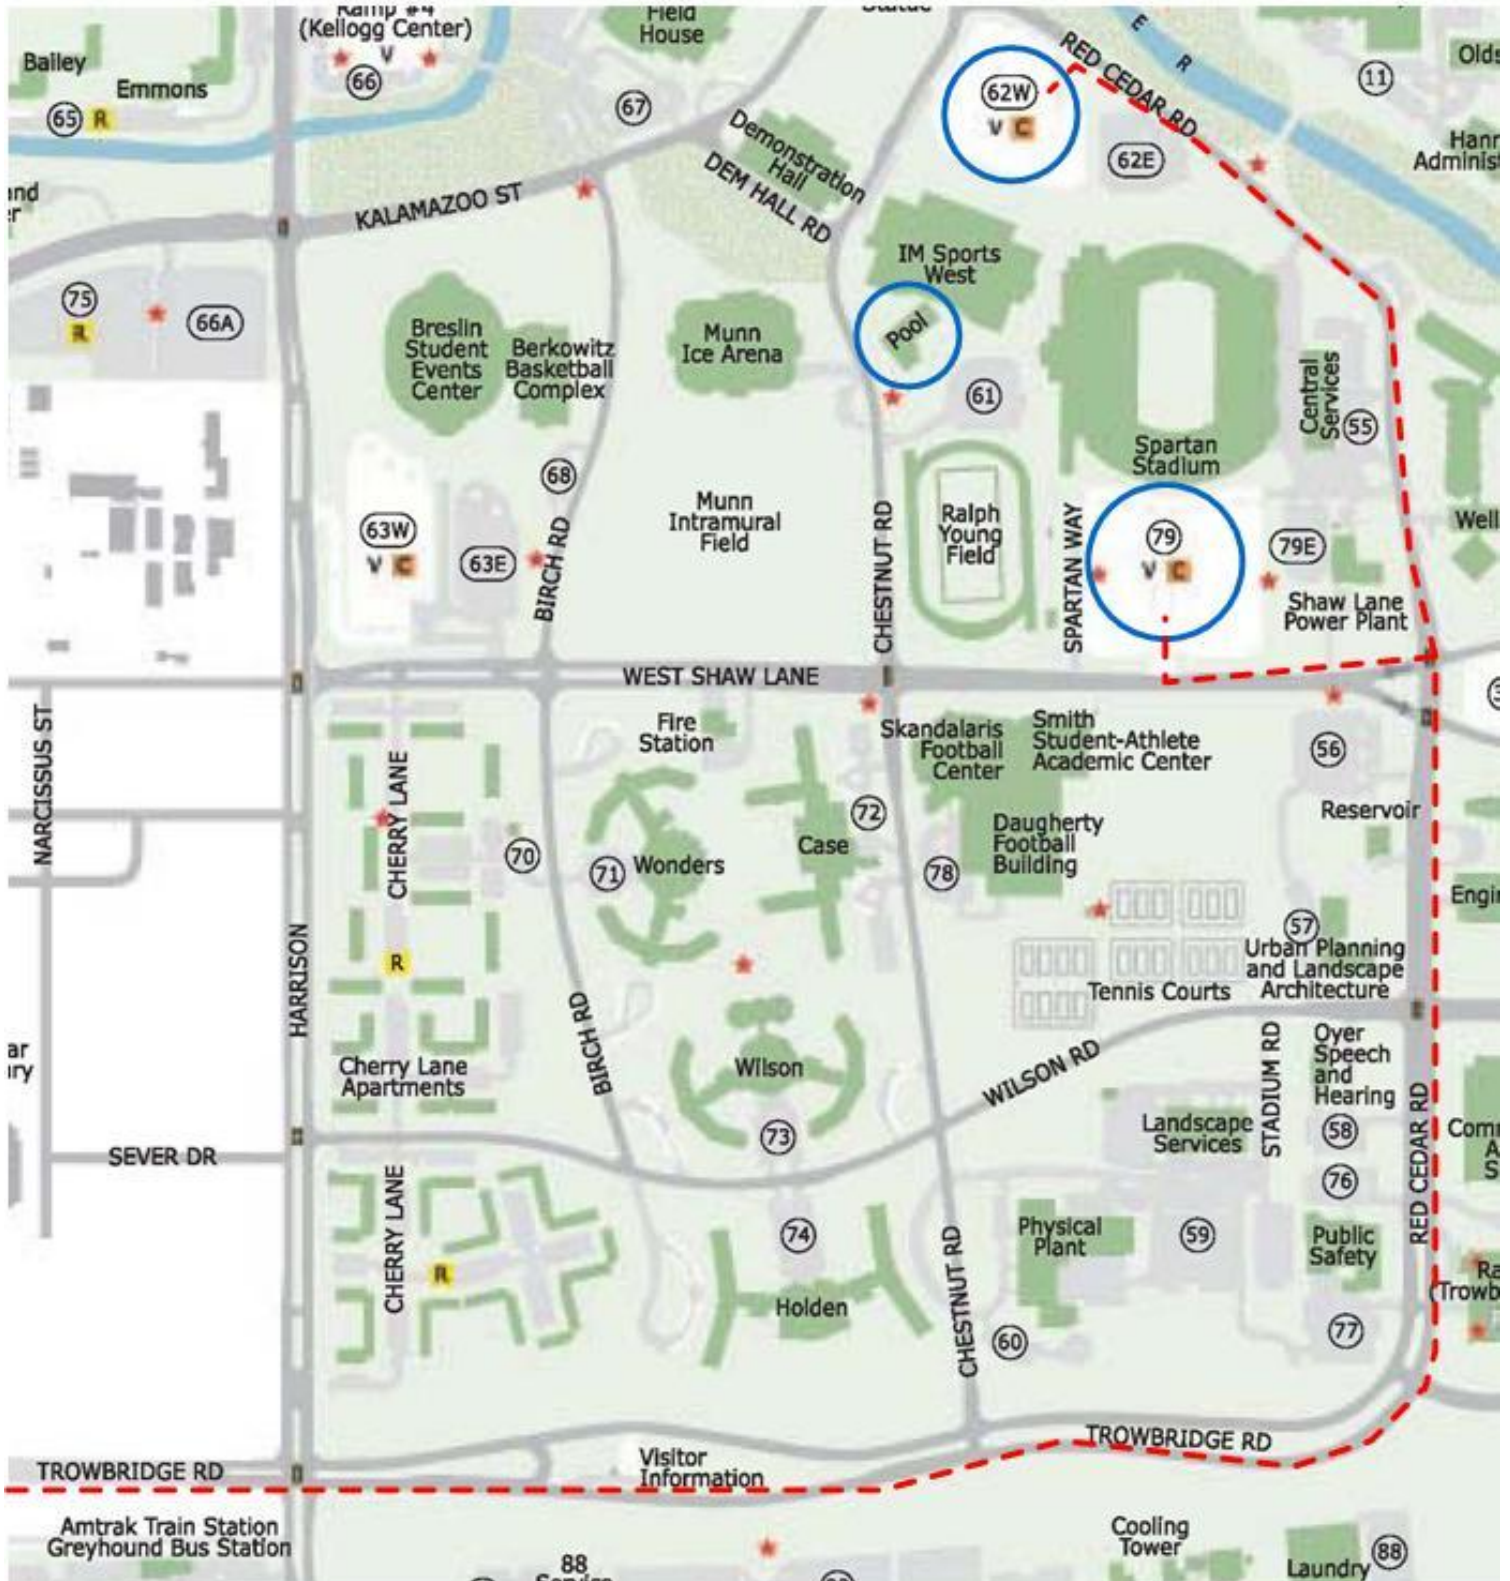 Ramp #4
(Kellogg Center)
V
66
Field
House
Statue
E
R
RED CEDAR RD
11
Bailey
Emmons
65
R
67
62W
V C
62E
Demonstration
Hall
DEM HALL RD
KALAMAZOO ST
75
R
66A
IM Sports
West
Pool
Breslin
Student
Events
Center
Berkowitz
Basketball
Complex
Munn
Ice Arena
61
Central
Services
55
Spartan
Stadium
68
63W
V C
63E
BIRCH RD
Munn
Intramural
Field
CHESTNUT RD
Ralph
Young
Field
SPARTAN WAY
79
V C
79E
Shaw Lane
Power Plant
WEST SHAW LANE
NARCISSUS ST
CHERRY LANE
Fire
Station
Skandalaris
Football
Center
Smith
Student-Athlete
Academic Center
56
Reservoir
70
71
Wonders
Case
72
78
Daugherty
Football
Building
57
Urban Planning
and Landscape
Architecture
Tennis Courts
HARRISON
R
BIRCH RD
Cherry Lane
Apartments
Wilson
73
WILSON RD
STADIUM RD
Oyer
Speech
and
Hearing
Landscape
Services
58
76
RED CEDAR RD
SEVER DR
CHERRY LANE
R
74
Holden
CHESTNUT RD
Physical
Plant
59
Public
Safety
60
77
TROWBRIDGE RD
TROWBRIDGE RD
Visitor
Information
Amtrak Train Station
Greyhound Bus Station
88
Cooling
Tower
Laundry
88